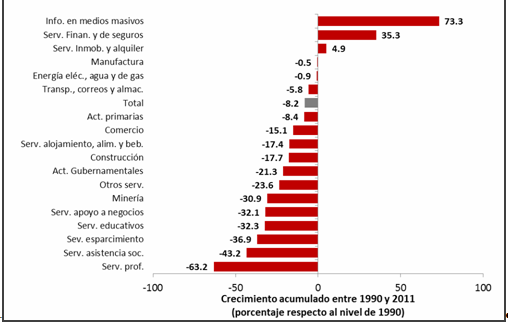 Info. en medios masivos 73.3
Serv. Finan. y de seguros 35.3
Serv. Inmob. y alquiler 4.9
Manufactura -0.5
Energía eléc., agua y de gas -0.9
Transp., correos y almac. -5.8
Total -8.2
Act. primarias -8.4
Comercio -15.1
Serv. alojamiento, alim. y beb. -17.4
Construcción -17.7
Act. Gubernamentales -21.3
Otros serv. -23.6
Minería -30.9
Serv. apoyo a negocios -32.1
Serv. educativos -32.3
Sev. esparcimiento -36.9
Serv. asistencia soc. -43.2
Serv. prof. -63.2
-100 -50 0 50 100
Crecimiento acumulado entre 1990 y 2011
(porcentaje respecto al nivel de 1990)